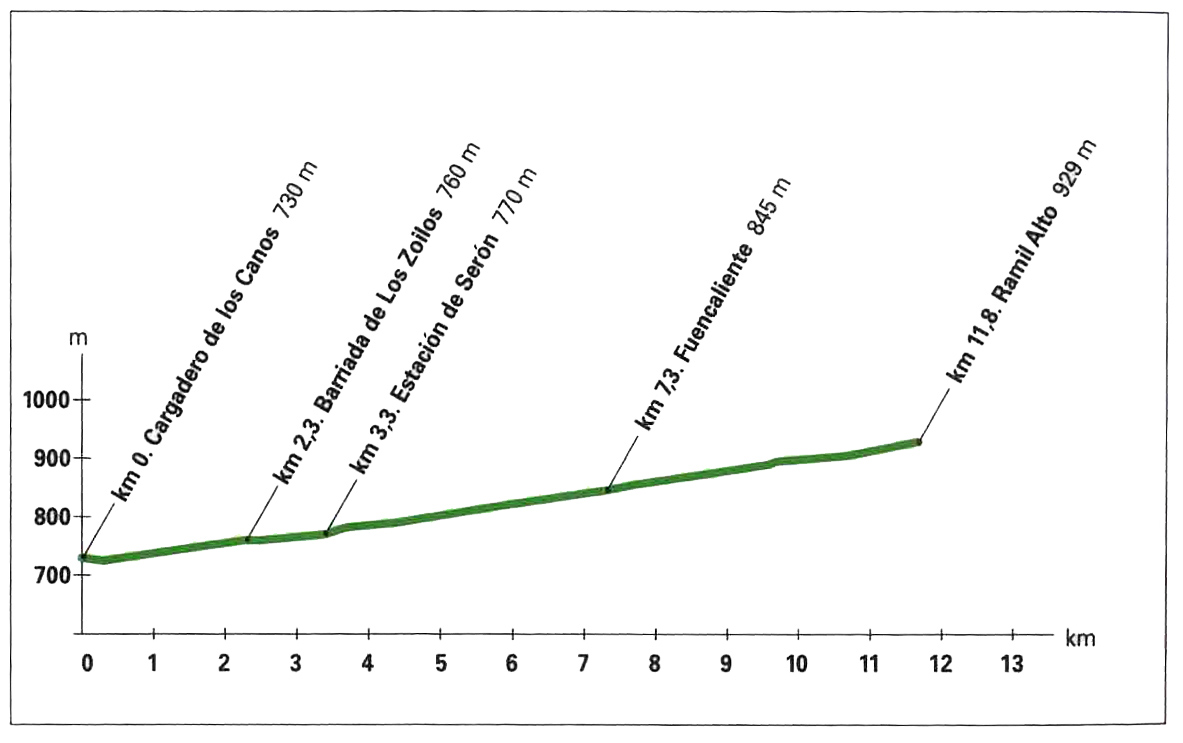 km 0. Cargadero de los Canos 730 m
km 2,3. Barriada de Los Zoilos 760 m
km 3,3. Estación de Serón 770 m
km 7,3. Fuencaliente 845 m
km 11,8. Ramil Alto 929 m
m
1000
900
800
700
km
0 1 2 3 4 5 6 7 8 9 10 11 12 13